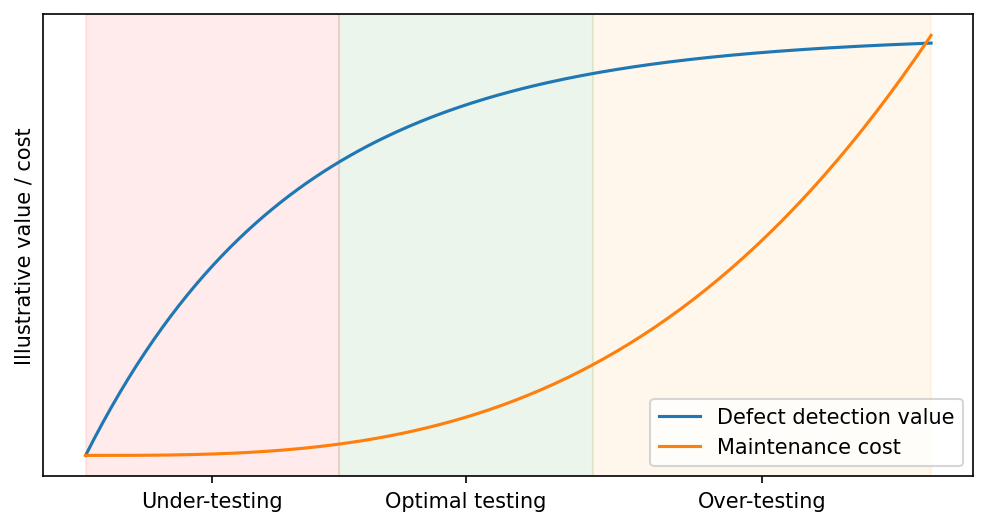 Illustrative value / cost
Defect detection value
Maintenance cost
Under-testing
Optimal testing
Over-testing